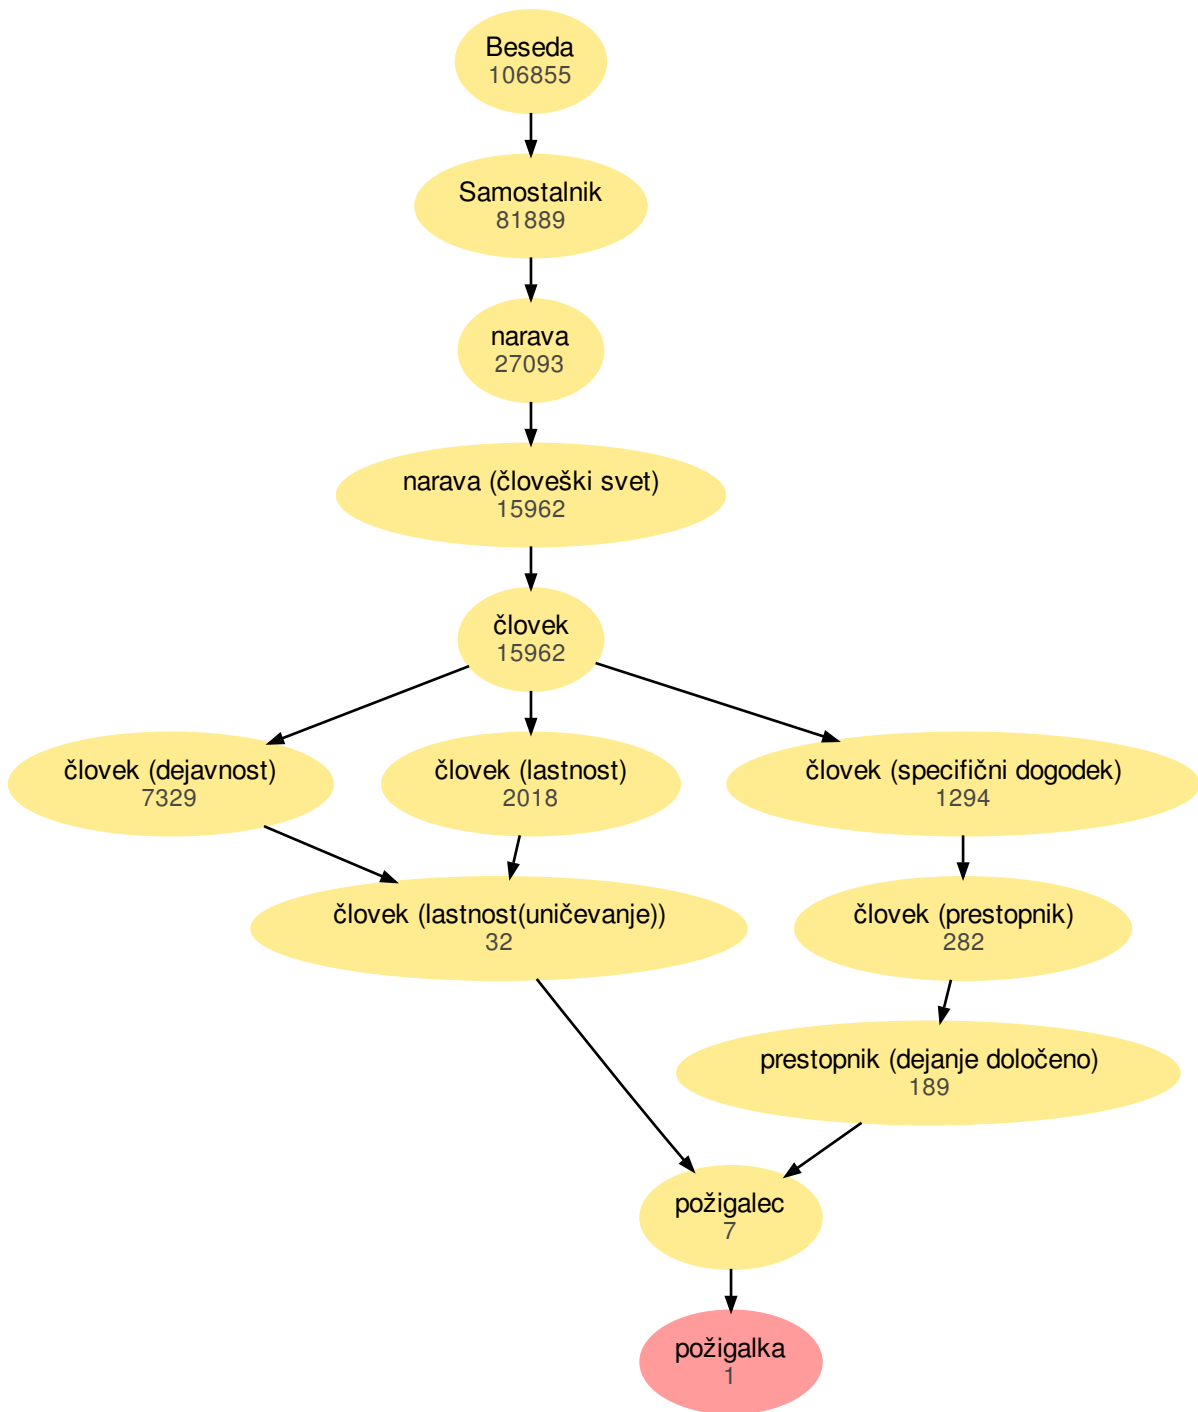 Beseda
106855
Samostalnik
81889
narava
27093
narava (človeški svet)
15962
človek
15962
človek (dejavnost)
7329
človek (lastnost)
2018
človek (specifični dogodek)
1294
človek (lastnost(uničevanje))
32
človek (prestopnik)
282
prestopnik (dejanje določeno)
189
požigalec
7
požigalka
1